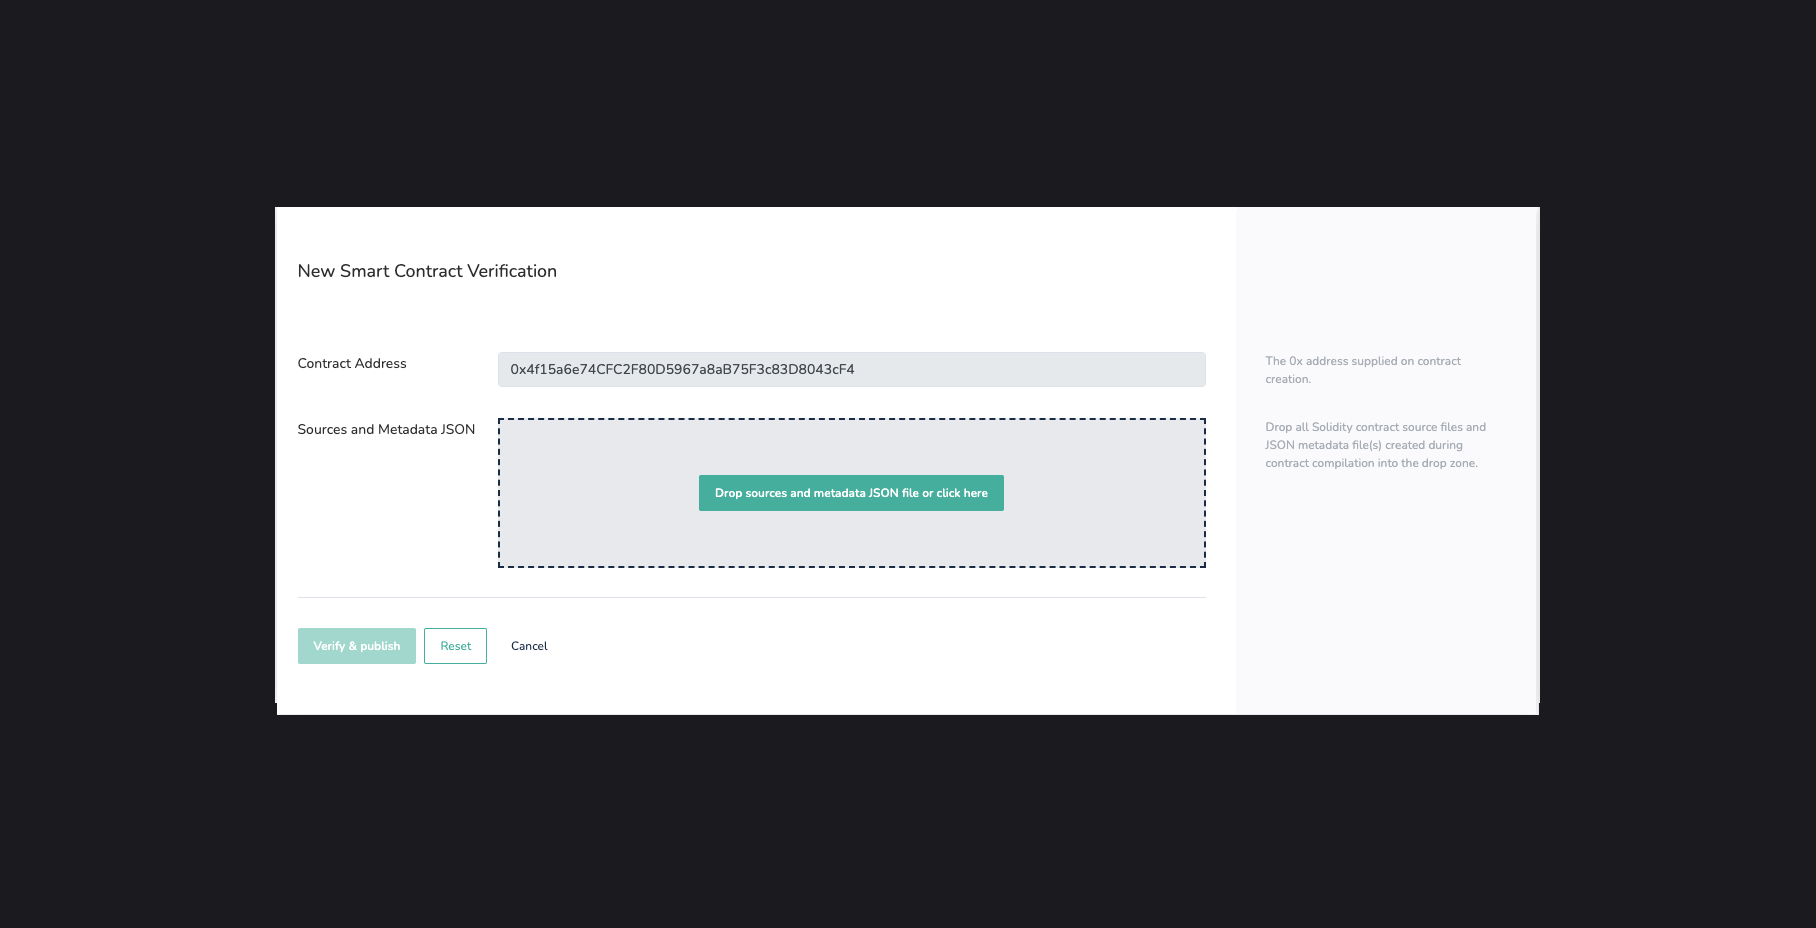 New Smart Contract Verification
Contract Address
0x4f15a6e74CFC2F80D5967a8aB75F3c83D8043cF4
The 0x address supplied on contract
creation.
Sources and Metadata JSON
Drop sources and metadata JSON file or click here
Drop all Solidity contract source files and
JSON metadata file(s) created during
contract compilation into the drop zone.
Verify & publish
Reset
Cancel